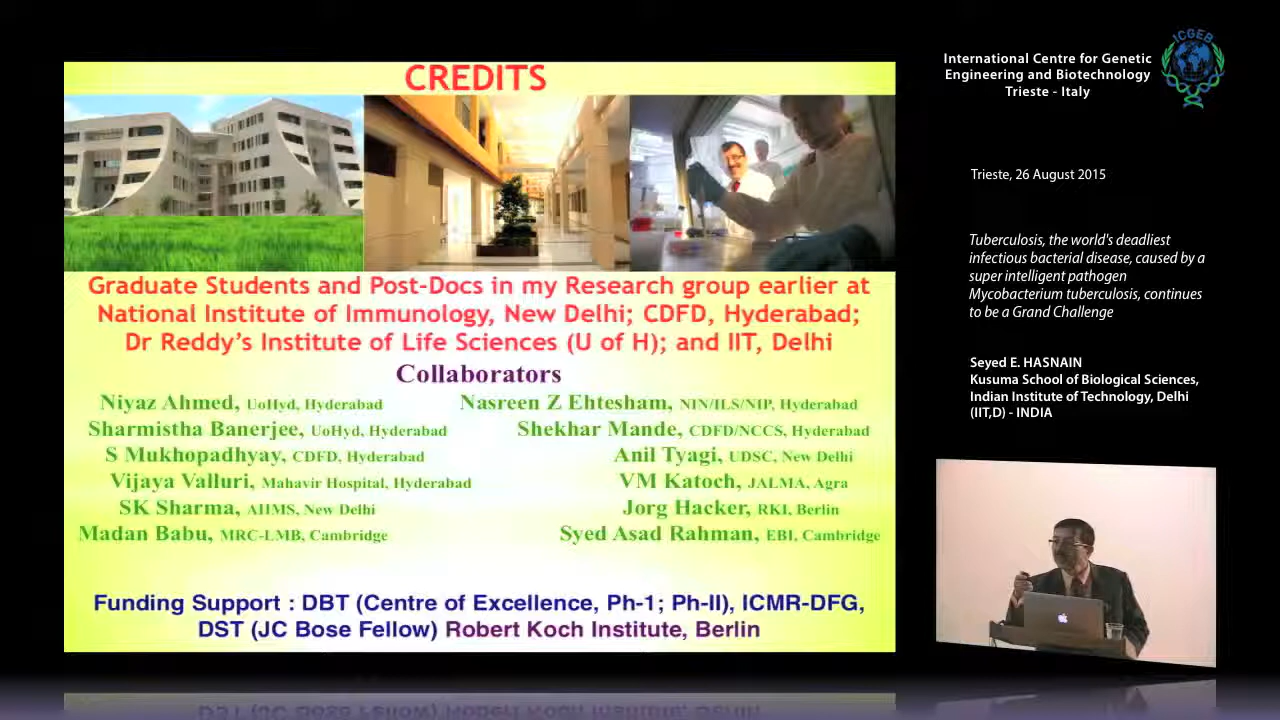 CREDITS
Graduate Students and Post-Docs in my Research group earlier at
National Institute of Immunology, New Delhi; CDFD, Hyderabad;
Dr Reddy's Institute of Life Sciences (U of H); and IIT, Delhi
Collaborators
Niyaz Ahmed, UoHyd, Hyderabad
Nasreen Z Ehtesham, NIN/ILS/NIP, Hyderabad
Sharmistha Banerjee, UoHyd, Hyderabad
Shekhar Mande, CDFD/NCCS, Hyderabad
S Mukhopadhyay, CDFD, Hyderabad
Anil Tyagi, UDSC, New Delhi
Vijaya Valluri, Mahavir Hospital, Hyderabad
VM Katoch, JALMA, Agra
SK Sharma, AIIMS, New Delhi
Jorg Hacker, RKI, Berlin
Madan Babu, MRC-LMB, Cambridge
Syed Asad Rahman, EBI, Cambridge
Funding Support : DBT (Centre of Excellence, Ph-1; Ph-II), ICMR-DFG,
DST (JC Bose Fellow) Robert Koch Institute, Berlin
International Centre for Genetic
Engineering and Biotechnology
Trieste - Italy
ICGEB
Trieste, 26 August 2015
Tuberculosis, the world's deadliest
infectious bacterial disease, caused by a
super intelligent pathogen
Mycobacterium tuberculosis, continues
to be a Grand Challenge
Seyed E. HASNAIN
Kusuma School of Biological Sciences,
Indian Institute of Technology, Delhi
(IIT,D) - INDIA